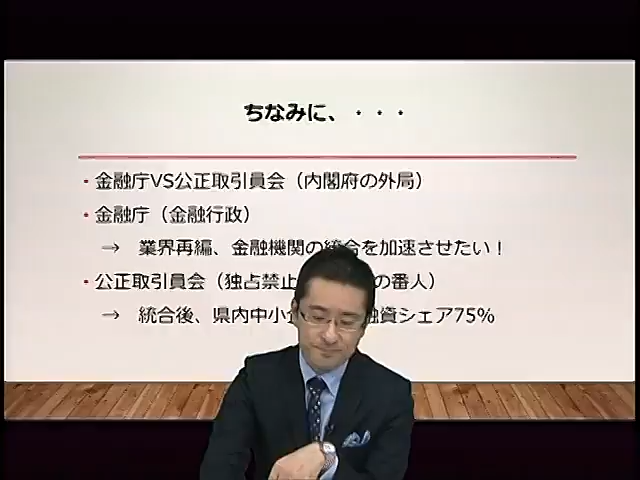 ちなみに、・・・
・金融庁VS公正取引員会（内閣府の外局）
・金融庁（金融行政）
→ 業界再編、金融機関の統合を加速させたい！
・公正取引員会（独占禁止 の番人）
→ 統合後、県内中小 融資シェア75%